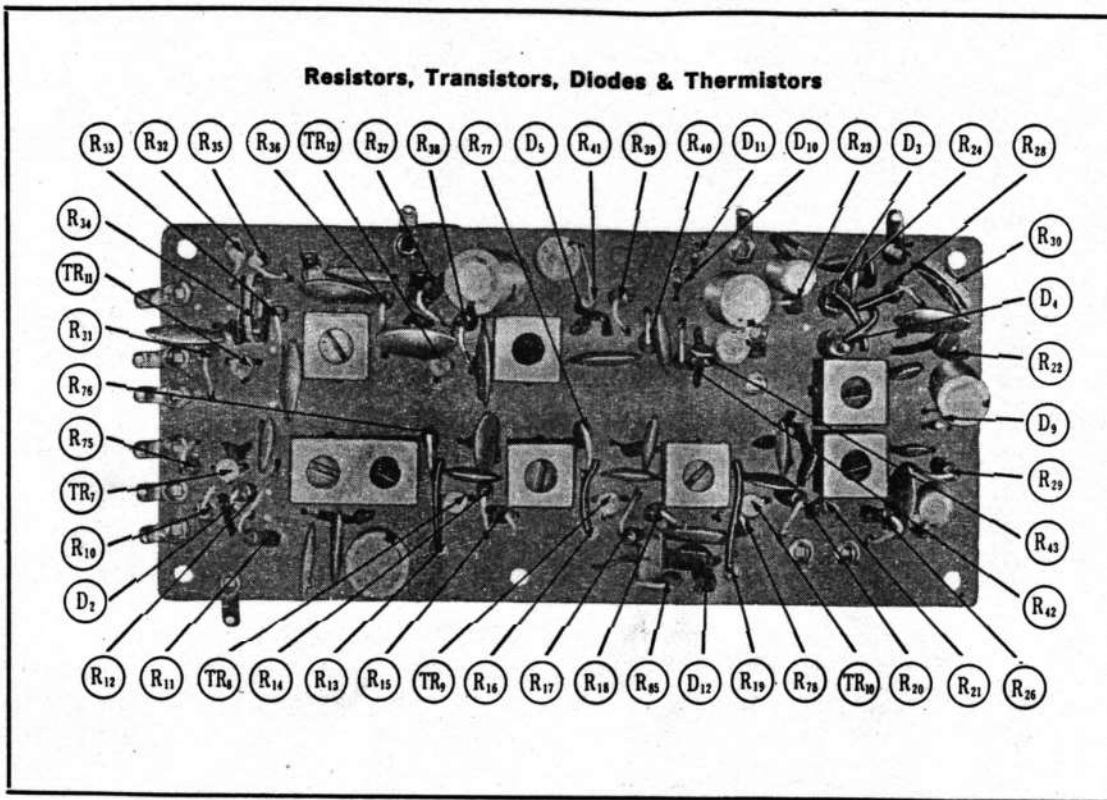 Resistors, Transistors, Diodes & Thermistors
R₃₃ R₃₂ R₃₅ R₃₆ TR₁₂ R₃₇ R₃₈ R₇₇ D₅ R₄₁ R₃₉ R₄₀ D₁₁ D₁₀ R₂₃ D₃ R₂₄ R₂₈
R₃₄
R₃₀
TR₁₁
D₄
R₃₁
R₂₂
R₇₆
D₉
R₇₅
R₂₉
TR₇
R₁₀
R₄₃
D₂
R₄₂
R₁₂ R₁₁ TR₈ R₁₄ R₁₃ R₁₅ TR₉ R₁₆ R₁₇ R₁₈ R₈₅ D₁₂ R₁₉ R₇₈ TR₁₀ R₂₀ R₂₁ R₂₆